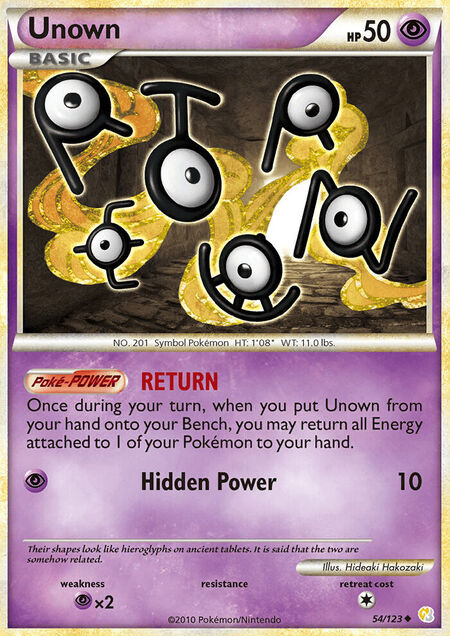 Unown HP 50
BASIC
NO. 201 Symbol Pokémon HT: 1'08" WT: 11.0 lbs.
Poké-POWER RETURN
Once during your turn, when you put Unown from
your hand onto your Bench, you may return all Energy
attached to 1 of your Pokémon to your hand.
Hidden Power 10
Their shapes look like hieroglyphs on ancient tablets. It is said that the two are
somehow related.
Illus. Hideaki Hakozaki
weakness resistance retreat cost
×2
©2010 Pokémon/Nintendo 54/123